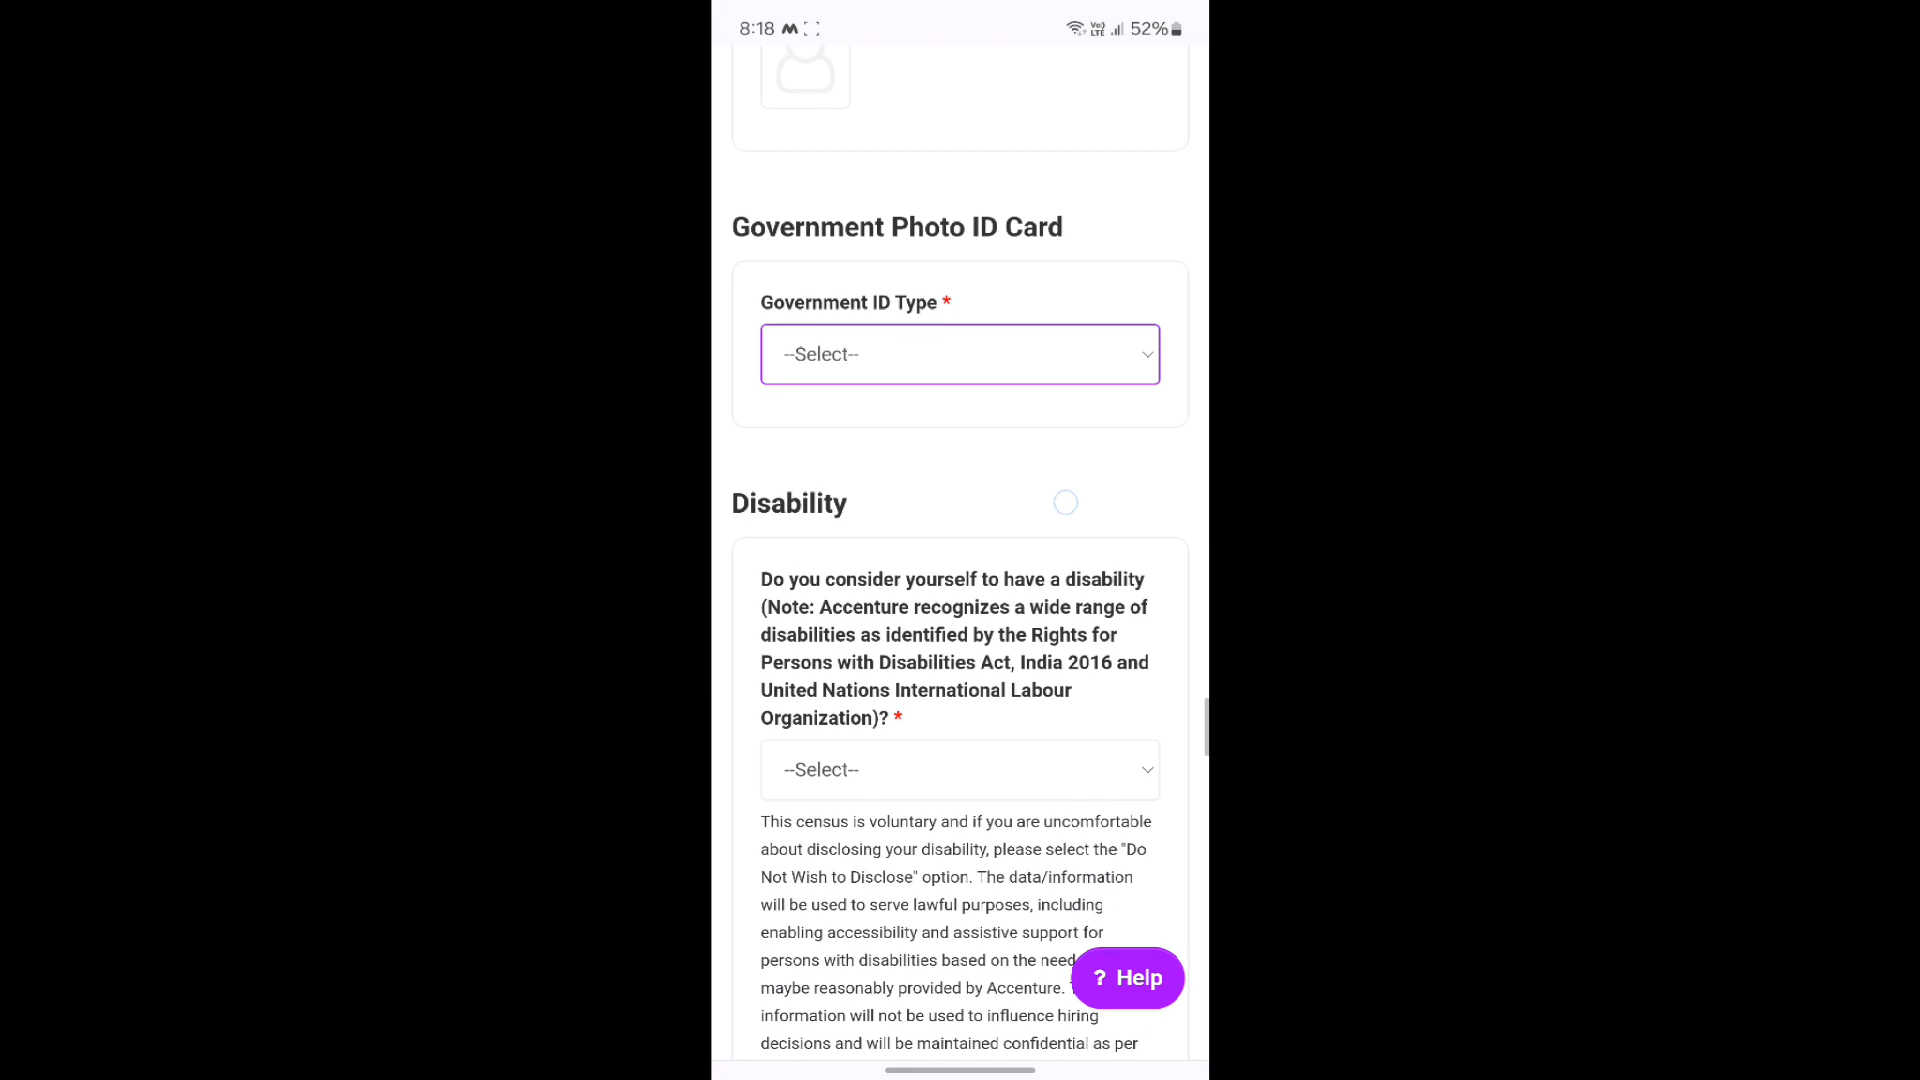 8:18
Vo) LTE 52%
Government Photo ID Card
Government ID Type *
--Select--
Disability
Do you consider yourself to have a disability
(Note: Accenture recognizes a wide range of
disabilities as identified by the Rights for
Persons with Disabilities Act, India 2016 and
United Nations International Labour
Organization)? *
--Select--
This census is voluntary and if you are uncomfortable
about disclosing your disability, please select the "Do
Not Wish to Disclose" option. The data/information
will be used to serve lawful purposes, including
enabling accessibility and assistive support for
persons with disabilities based on the need
maybe reasonably provided by Accenture.
? Help
information will not be used to influence hiring
decisions and will be maintained confidential as per